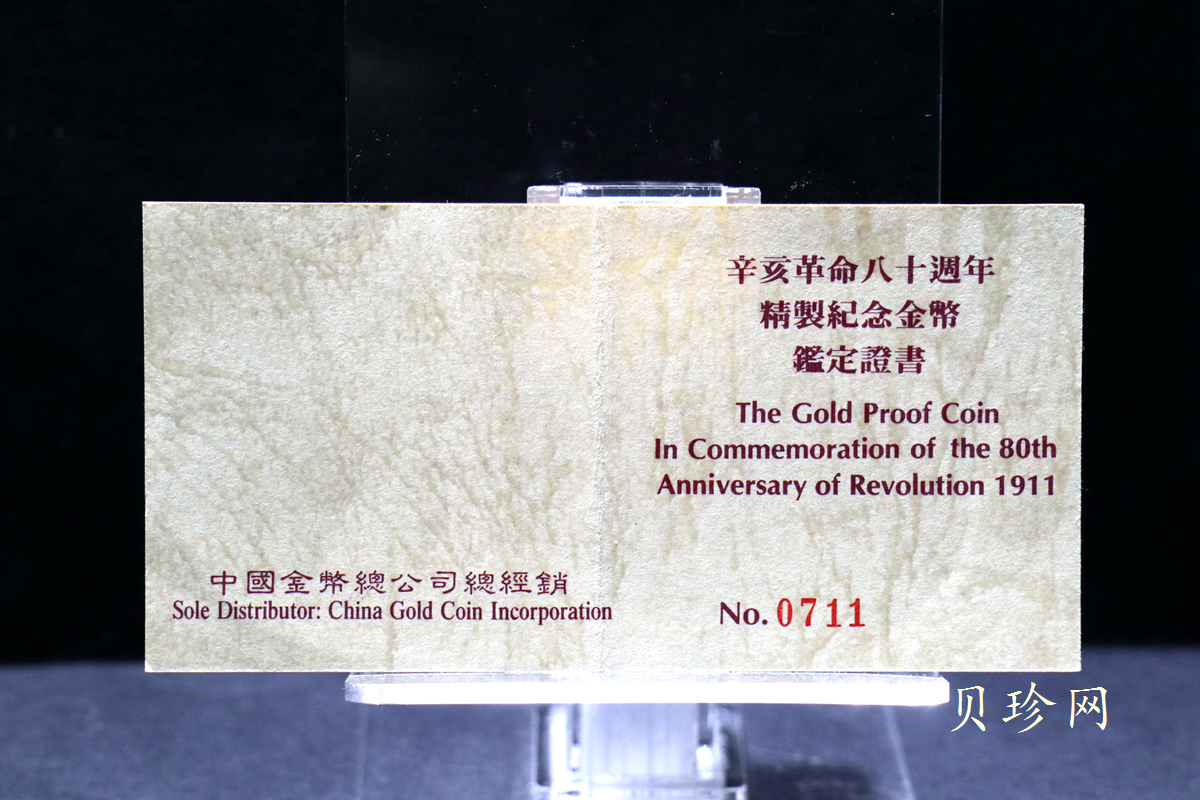 辛亥革命八十週年
精製紀念金幣
鑑定證書
The Gold Proof Coin
In Commemoration of the 80th
Anniversary of Revolution 1911
No. 0711
中國金幣總公司總經銷
Sole Distributor: China Gold Coin Incorporation
贝珍网